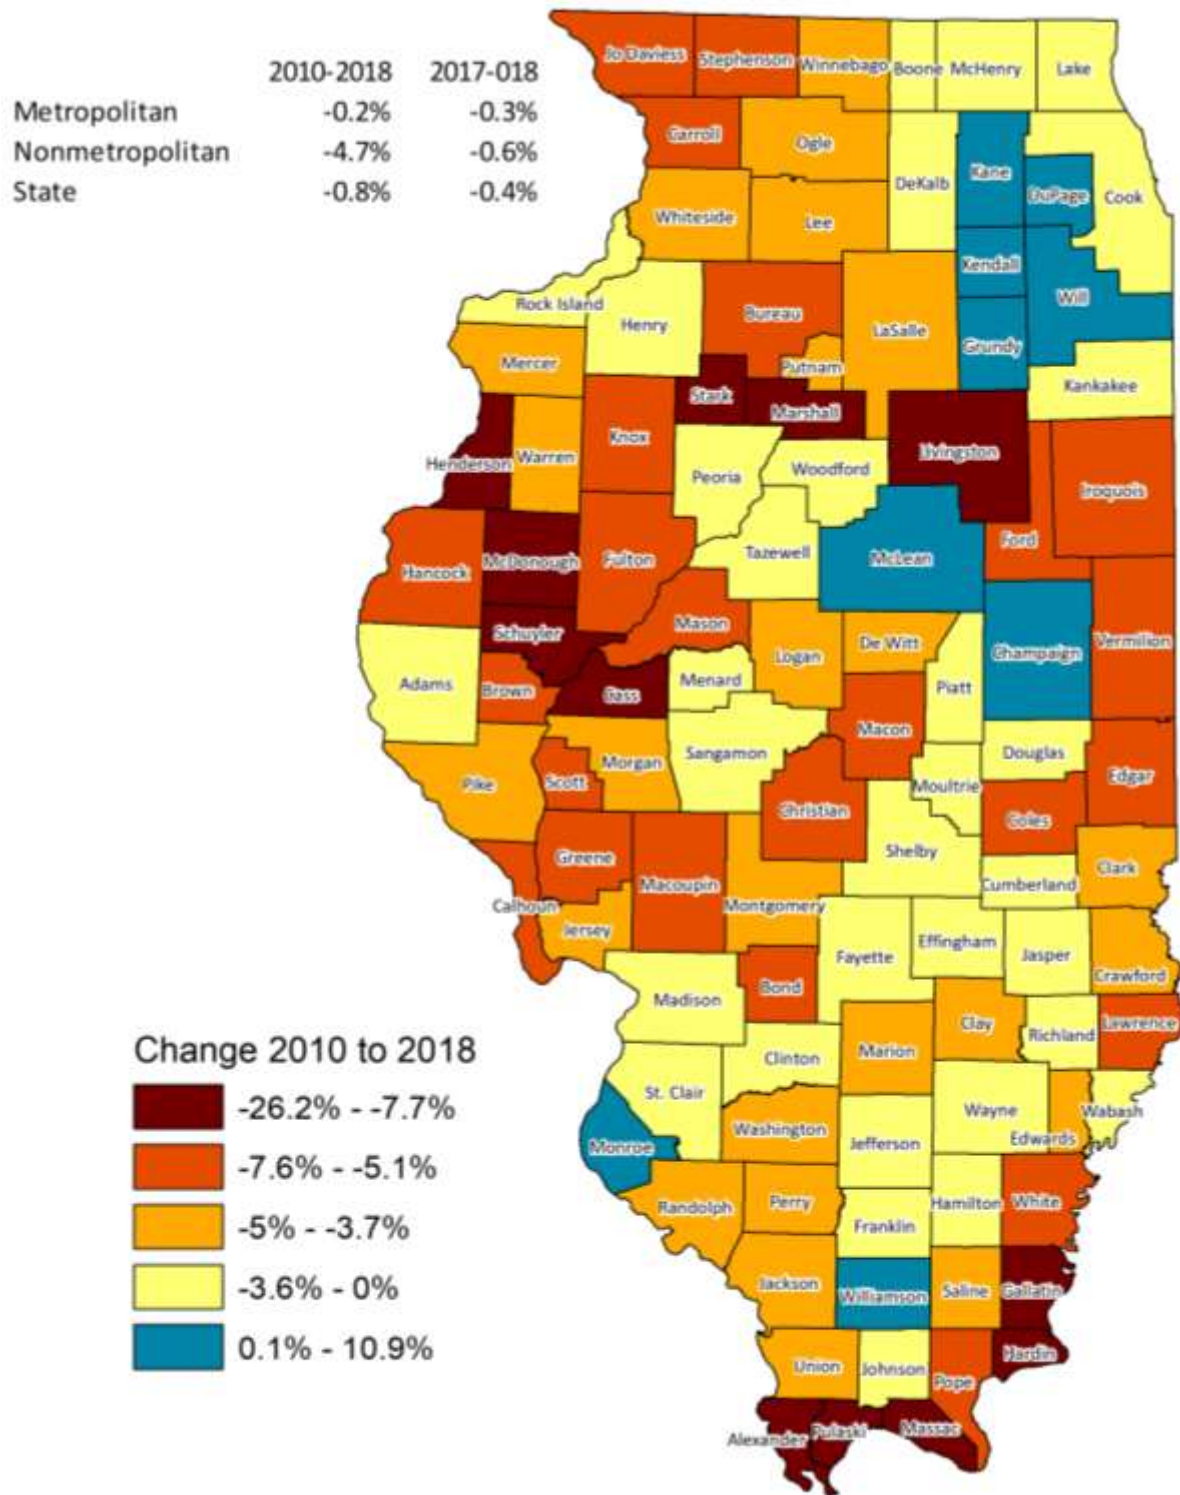 2010-2018 2017-018
Metropolitan -0.2% -0.3%
Nonmetropolitan -4.7% -0.6%
State -0.8% -0.4%
Jo Daviess Stephenson Winnebago Boone McHenry Lake
Carroll Ogle DeKalb Kane DuPage Cook
Whiteside Lee Kendall Will
Rock Island Henry Bureau LaSalle Grundy
Mercer Putnam Kankakee
Stark Marshall
Henderson Warren Knox Peoria Woodford Livingston Iroquois
Hancock McDonough Fulton Tazewell McLean Ford
Schuyler Mason Logan De Witt Champaign Vermilion
Adams Brown Cass Menard Piatt
Pike Scott Morgan Sangamon Macon Moultrie Douglas Edgar
Christian Coles
Greene Macoupin Shelby Cumberland Clark
Calhoun Jersey Montgomery
Fayette Effingham Jasper Crawford
Madison Bond Clay Richland Lawrence
Clinton Marion
St. Clair Wayne Wabash
Monroe Washington Jefferson Edwards
Randolph Perry Franklin Hamilton White
Jackson Williamson Saline Gallatin
Union Johnson Pope Hardin
Alexander Pulaski Massac
Change 2010 to 2018
-26.2% - -7.7%
-7.6% - -5.1%
-5% - -3.7%
-3.6% - 0%
0.1% - 10.9%